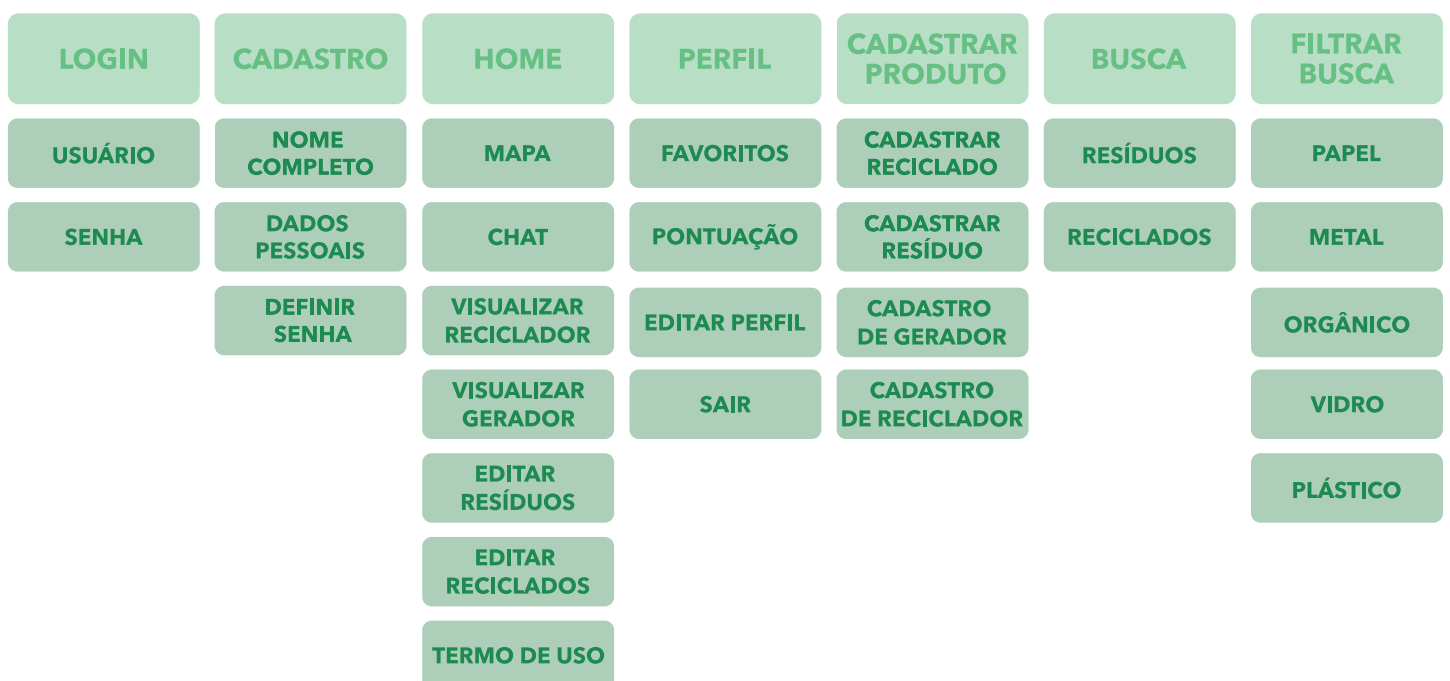 LOGIN
USUÁRIO
SENHA
CADASTRO
NOME
COMPLETO
DADOS
PESSOAIS
DEFINIR
SENHA
HOME
MAPA
CHAT
VISUALIZAR
RECICLADOR
VISUALIZAR
GERADOR
EDITAR
RESÍDUOS
EDITAR
RECICLADOS
TERMO DE USO
PERFIL
FAVORITOS
PONTUAÇÃO
EDITAR PERFIL
SAIR
CADASTRAR
PRODUTO
CADASTRAR
RECICLADO
CADASTRAR
RESÍDUO
CADASTRO
DE GERADOR
CADASTRO
DE RECICLADOR
BUSCA
RESÍDUOS
RECICLADOS
FILTRAR
BUSCA
PAPEL
METAL
ORGÂNICO
VIDRO
PLÁSTICO